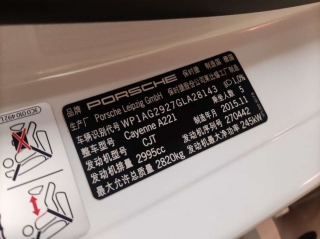 品牌 PORSCHE 保时捷 制造国 德国
生产厂 Porsche Leipzig GmbH 保时捷股份公司莱比锡工厂制造
车辆识别代号 WP1AG2927GLA28143
发动机型号 Cayenne A221 乘坐人数 5
发动机型号 CJT 制造年月 2015.11
发动机排量 2995cc 发动机序列号 270442
最大允许总质量 2820kg 发动机最大净功率 245kW